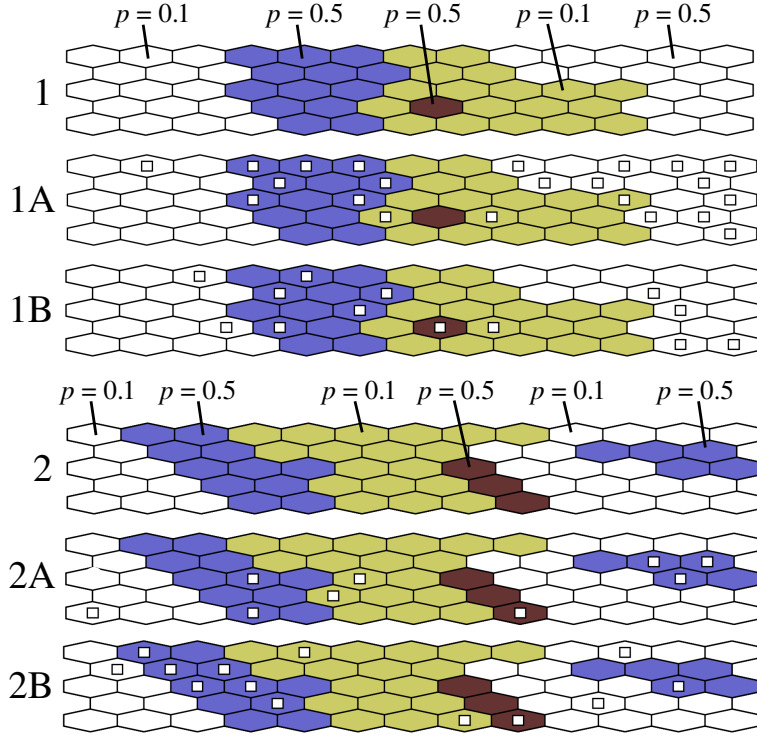 p = 0.1 p = 0.5 p = 0.5 p = 0.1 p = 0.5
1
1A
1B
p = 0.1 p = 0.5 p = 0.1 p = 0.5 p = 0.1 p = 0.5
2
2A
2B